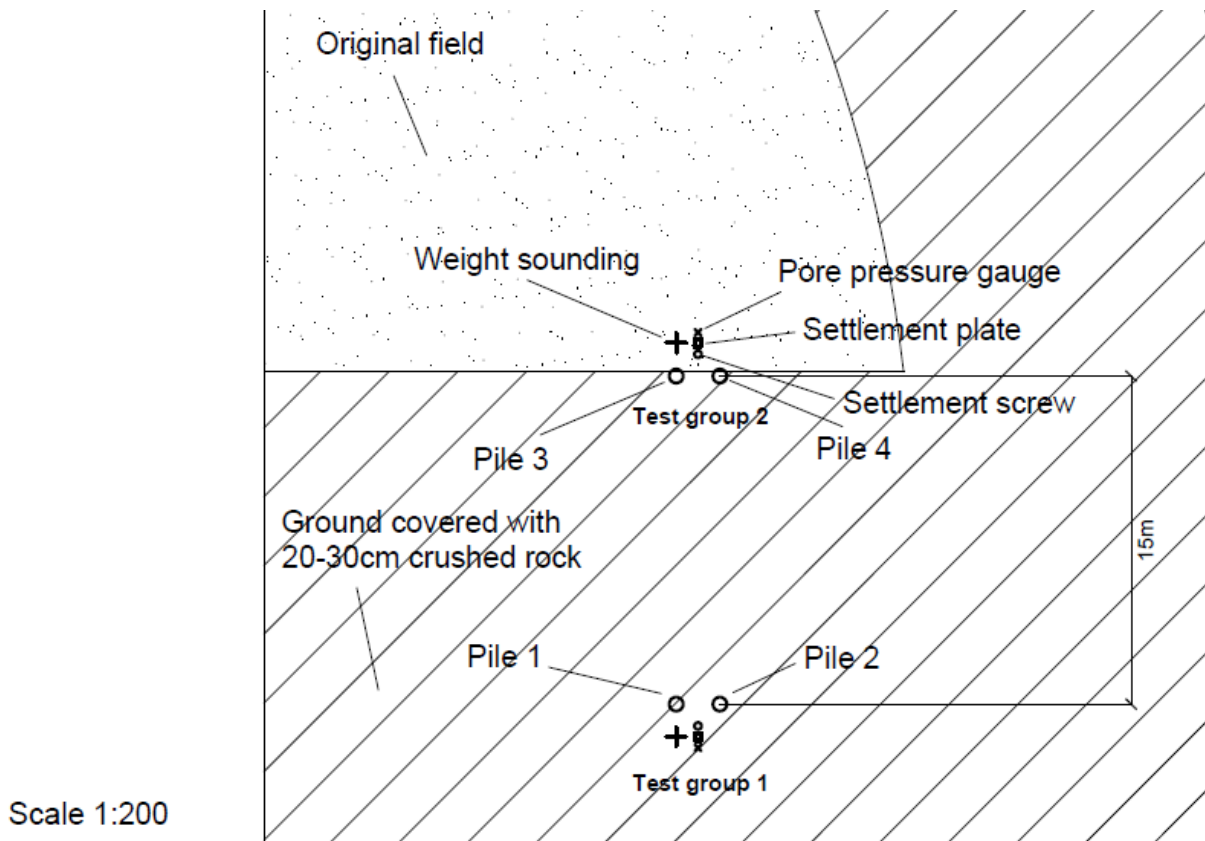 Original field
Weight sounding
Pore pressure gauge
Settlement plate
Settlement screw
Test group 2
Pile 3
Pile 4
Ground covered with
20-30cm crushed rock
15m
Pile 1
Pile 2
Test group 1
Scale 1:200